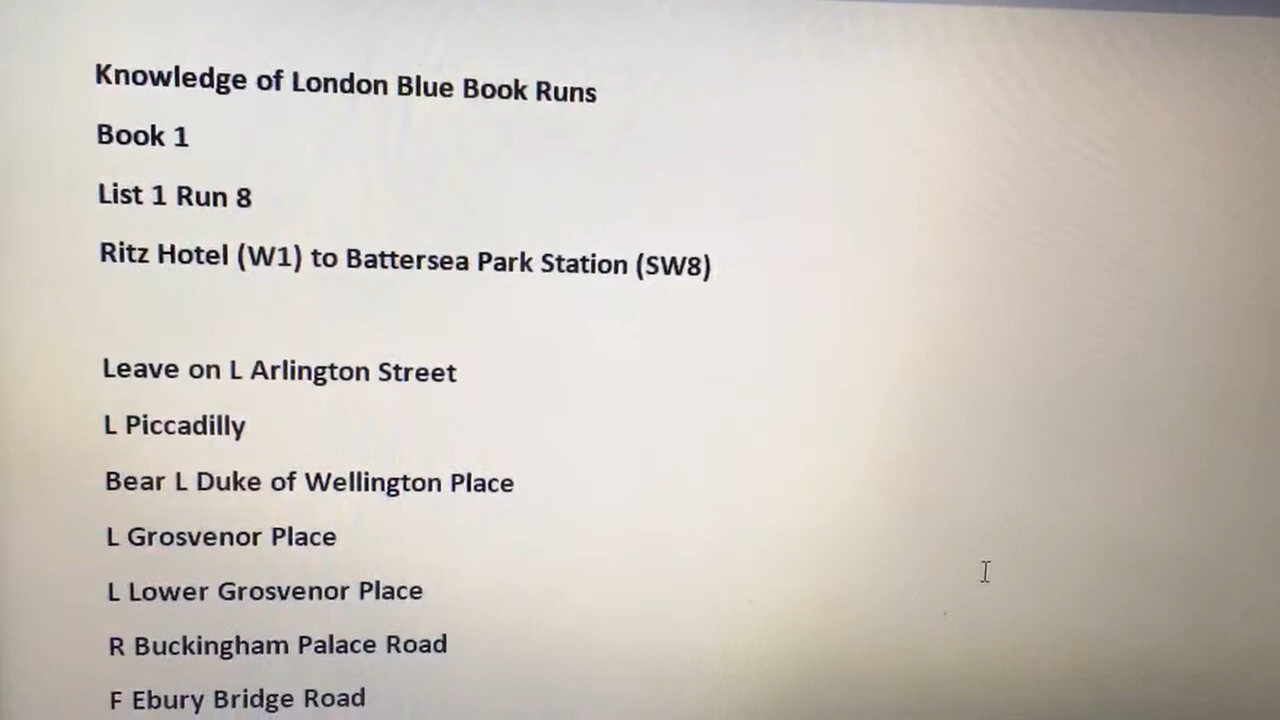 Knowledge of London Blue Book Runs
Book 1
List 1 Run 8
Ritz Hotel (W1) to Battersea Park Station (SW8)
Leave on L Arlington Street
L Piccadilly
Bear L Duke of Wellington Place
L Grosvenor Place
L Lower Grosvenor Place
R Buckingham Palace Road
F Ebury Bridge Road